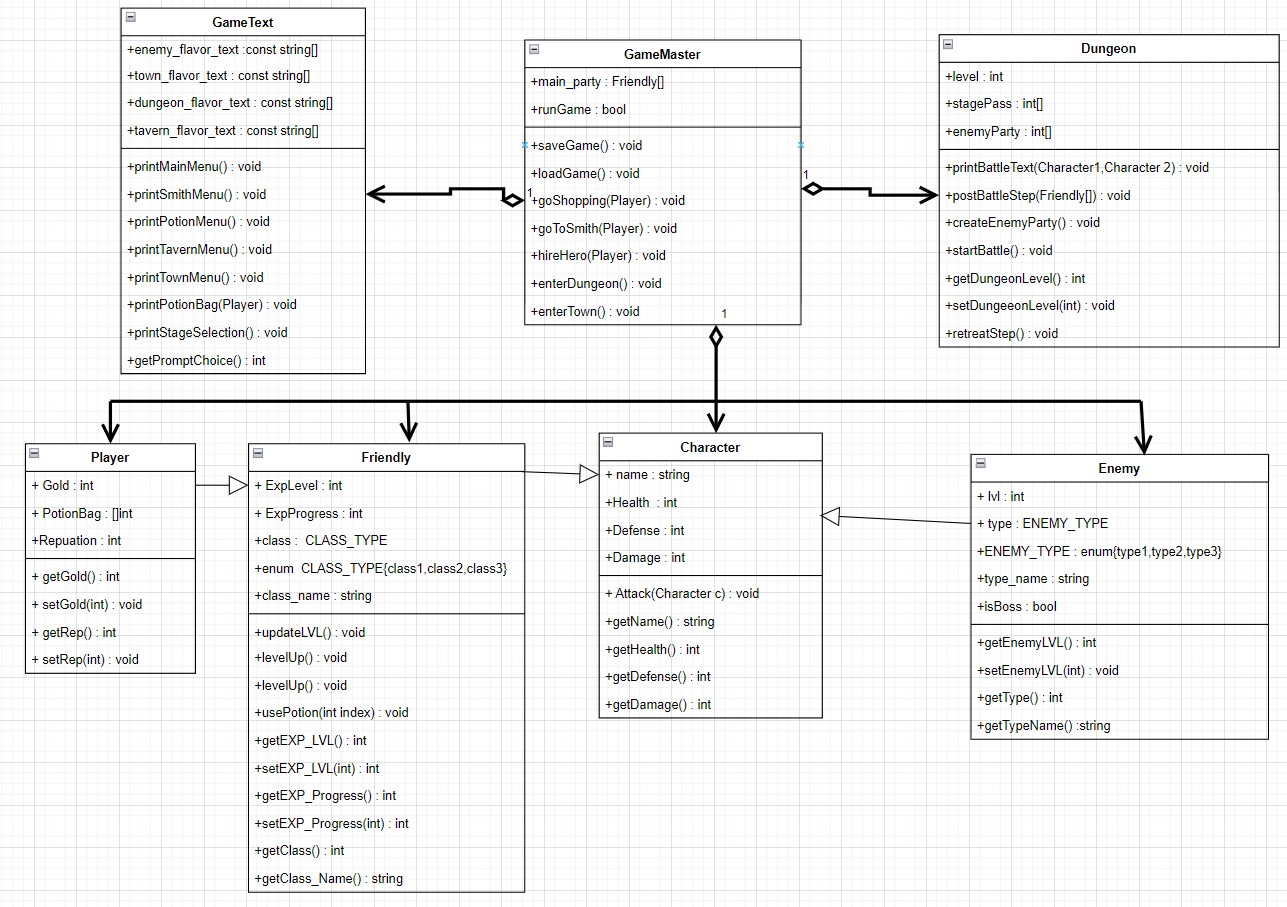 GameText
+enemy_flavor_text :const string[]
+town_flavor_text : const string[]
+dungeon_flavor_text : const string[]
+tavern_flavor_text : const string[]
+printMainMenu() : void
+printSmithMenu() : void
+printPotionMenu() : void
+printTavernMenu() : void
+printTownMenu() : void
+printPotionBag(Player) : void
+printStageSelection() : void
+getPromptChoice() : int
GameMaster
+main_party : Friendly[]
+runGame : bool
+saveGame() : void
+loadGame() : void
+goShopping(Player) : void
+goToSmith(Player) : void
+hireHero(Player) : void
+enterDungeon() : void
+enterTown() : void
1
1
1
Dungeon
+level : int
+stagePass : int[]
+enemyParty : int[]
+printBattleText(Character1,Character 2) : void
+postBattleStep(Friendly[]) : void
+createEnemyParty() : void
+startBattle() : void
+getDungeonLevel() : int
+setDungeeonLevel(int) : void
+retreatStep() : void
Player
+ Gold : int
+ PotionBag : []int
+Repuation : int
+ getGold() : int
+ setGold(int) : void
+ getRep() : int
+ setRep(int) : void
Friendly
+ ExpLevel : int
+ ExpProgress : int
+class : CLASS_TYPE
+enum CLASS_TYPE{class1,class2,class3}
+class_name : string
+updateLVL() : void
+levelUp() : void
+levelUp() : void
+usePotion(int index) : void
+getEXP_LVL() : int
+setEXP_LVL(int) : int
+getEXP_Progress() : int
+setEXP_Progress(int) : int
+getClass() : int
+getClass_Name() : string
Character
+ name : string
+Health : int
+Defense : int
+Damage : int
+ Attack(Character c) : void
+getName() : string
+getHealth() : int
+getDefense() : int
+getDamage() : int
Enemy
+ lvl : int
+ type : ENEMY_TYPE
+ENEMY_TYPE : enum{type1,type2,type3}
+type_name : string
+isBoss : bool
+getEnemyLVL() : int
+setEnemyLVL(int) : void
+getType() : int
+getTypeName() :string